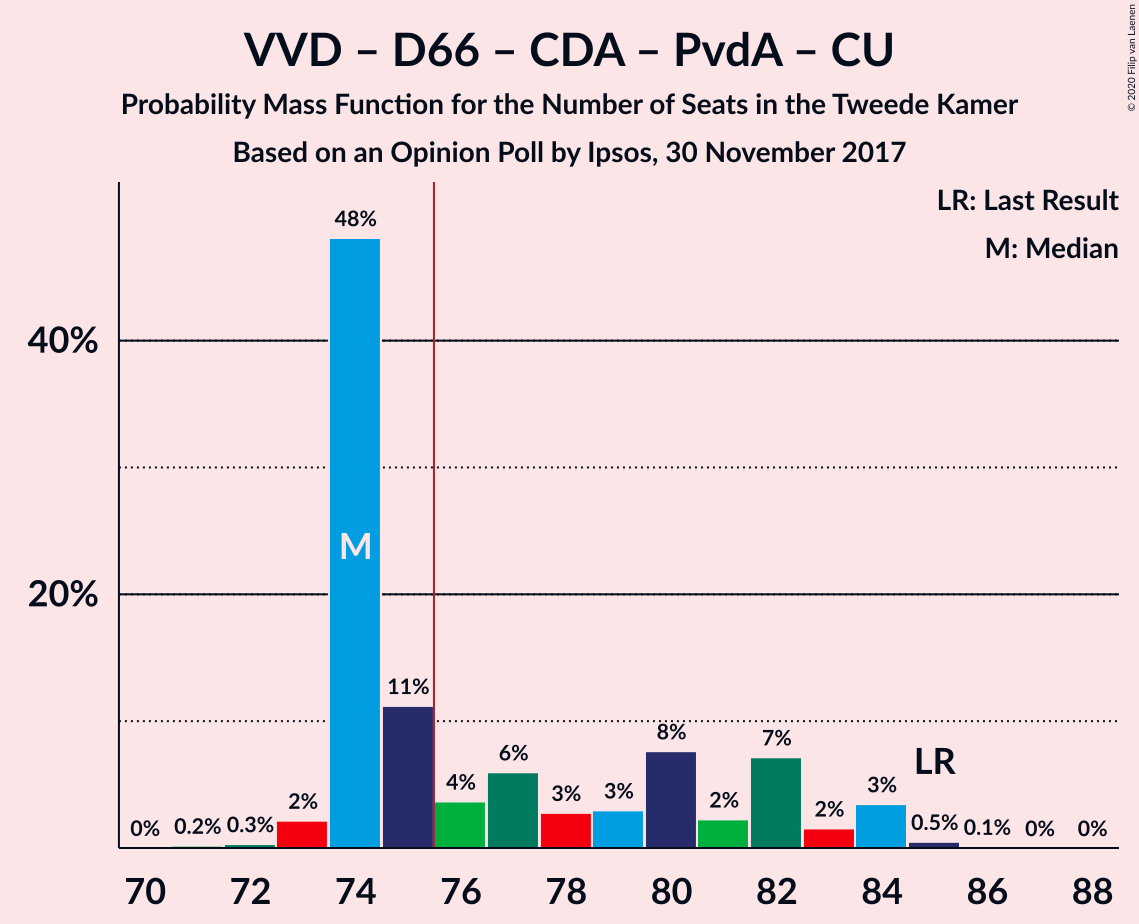 VVD – D66 – CDA – PvdA – CU
Probability Mass Function for the Number of Seats in the Tweede Kamer
Based on an Opinion Poll by Ipsos, 30 November 2017
© 2020 Filip van Laenen
LR: Last Result
M: Median
40%
20%
0%
0.2%
0.3%
2%
48%
M
11%
4%
6%
3%
3%
8%
2%
7%
2%
3%
LR
0.5%
0.1%
0%
0%
70 72 74 76 78 80 82 84 86 88